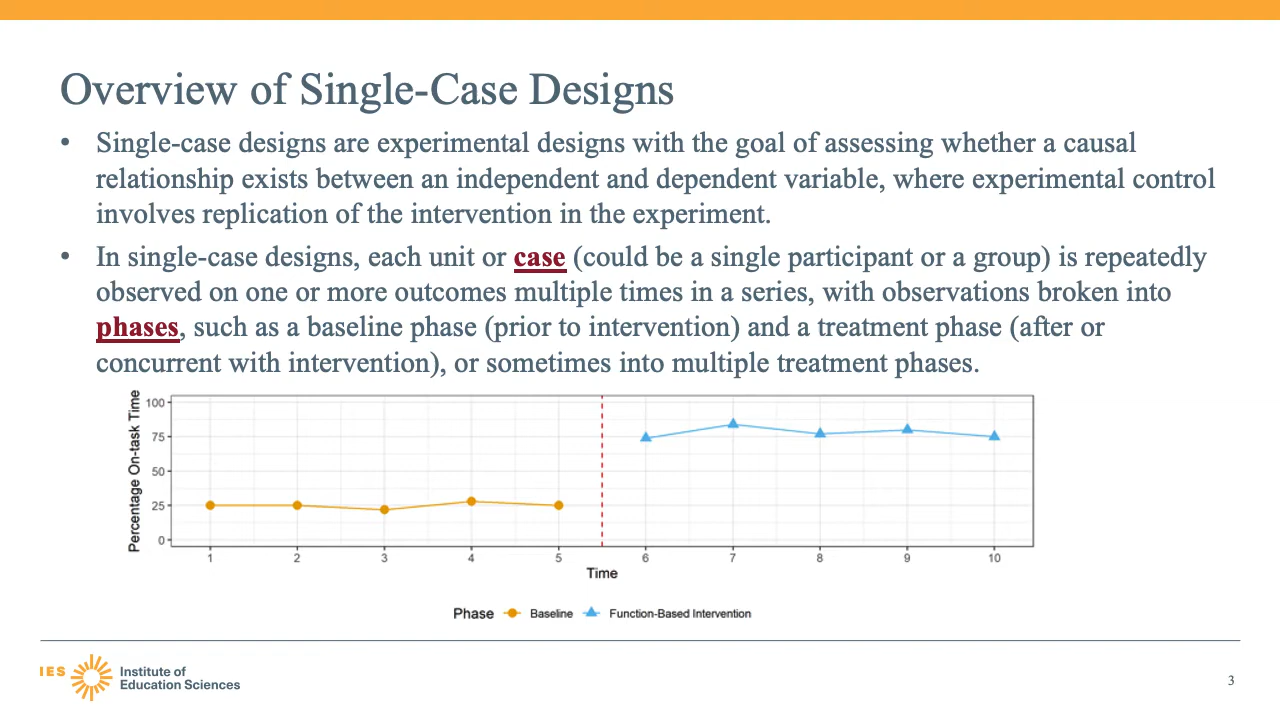 Overview of Single-Case Designs
• Single-case designs are experimental designs with the goal of assessing whether a causal
relationship exists between an independent and dependent variable, where experimental control
involves replication of the intervention in the experiment.
• In single-case designs, each unit or case (could be a single participant or a group) is repeatedly
observed on one or more outcomes multiple times in a series, with observations broken into
phases, such as a baseline phase (prior to intervention) and a treatment phase (after or
concurrent with intervention), or sometimes into multiple treatment phases.
Percentage On-task Time
100
75
50
25
0
1 2 3 4 5 6 7 8 9 10
Time
Phase Baseline Function-Based Intervention
IES Institute of
Education Sciences
3